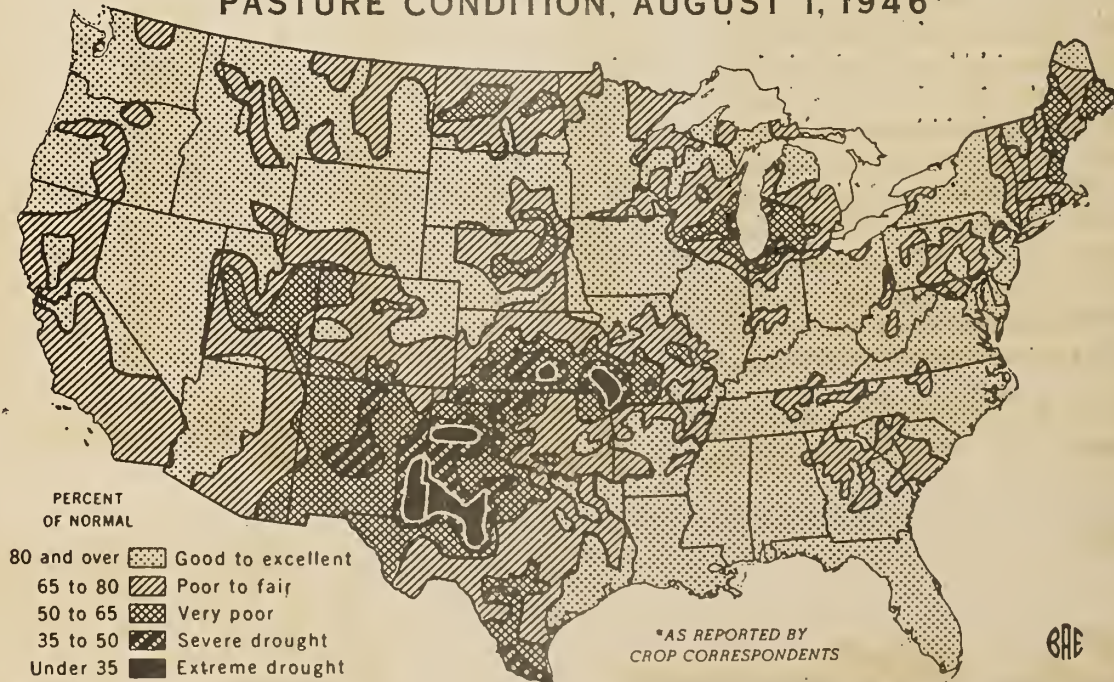 PASTURE CONDITION, AUGUST 1, 1946*
PERCENT
OF NORMAL
80 and over Good to excellent
65 to 80 Poor to fair
50 to 65 Very poor
35 to 50 Severe drought
Under 35 Extreme drought
*AS REPORTED BY
CROP CORRESPONDENTS
BAE